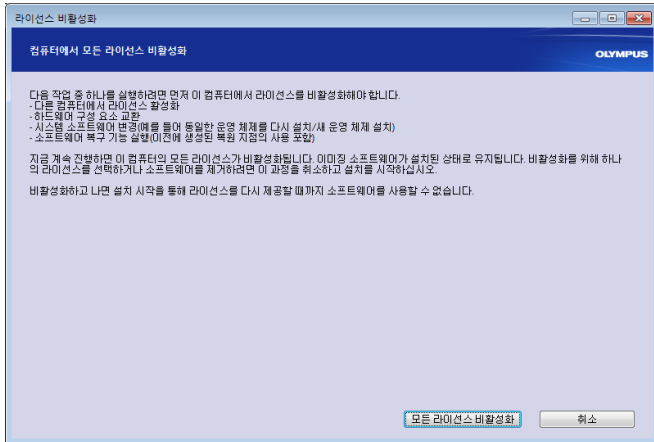 라이선스 비활성화
컴퓨터에서 모든 라이선스 비활성화
OLYMPUS
다음 작업 중 하나를 실행하려면 먼저 이 컴퓨터에서 라이선스를 비활성화해야 합니다.
- 다른 컴퓨터에서 라이선스 활성화
- 하드웨어 구성 요소 교환
- 시스템 소프트웨어 변경(예를 들어 동일한 운영 체제를 다시 설치/새 운영 체제 설치)
- 소프트웨어 복구 기능 실행(이전에 생성된 복원 지점의 사용 포함)
지금 계속 진행하면 이 컴퓨터의 모든 라이선스가 비활성화됩니다. 이미징 소프트웨어가 설치된 상태로 유지됩니다. 비활성화를 위해 하나
의 라이선스를 선택하거나 소프트웨어를 제거하려면 이 과정을 취소하고 설치를 시작하십시오.
비활성화하고 나면 설치 시작을 통해 라이선스를 다시 제공할 때까지 소프트웨어를 사용할 수 없습니다.
모든 라이선스 비활성화
취소